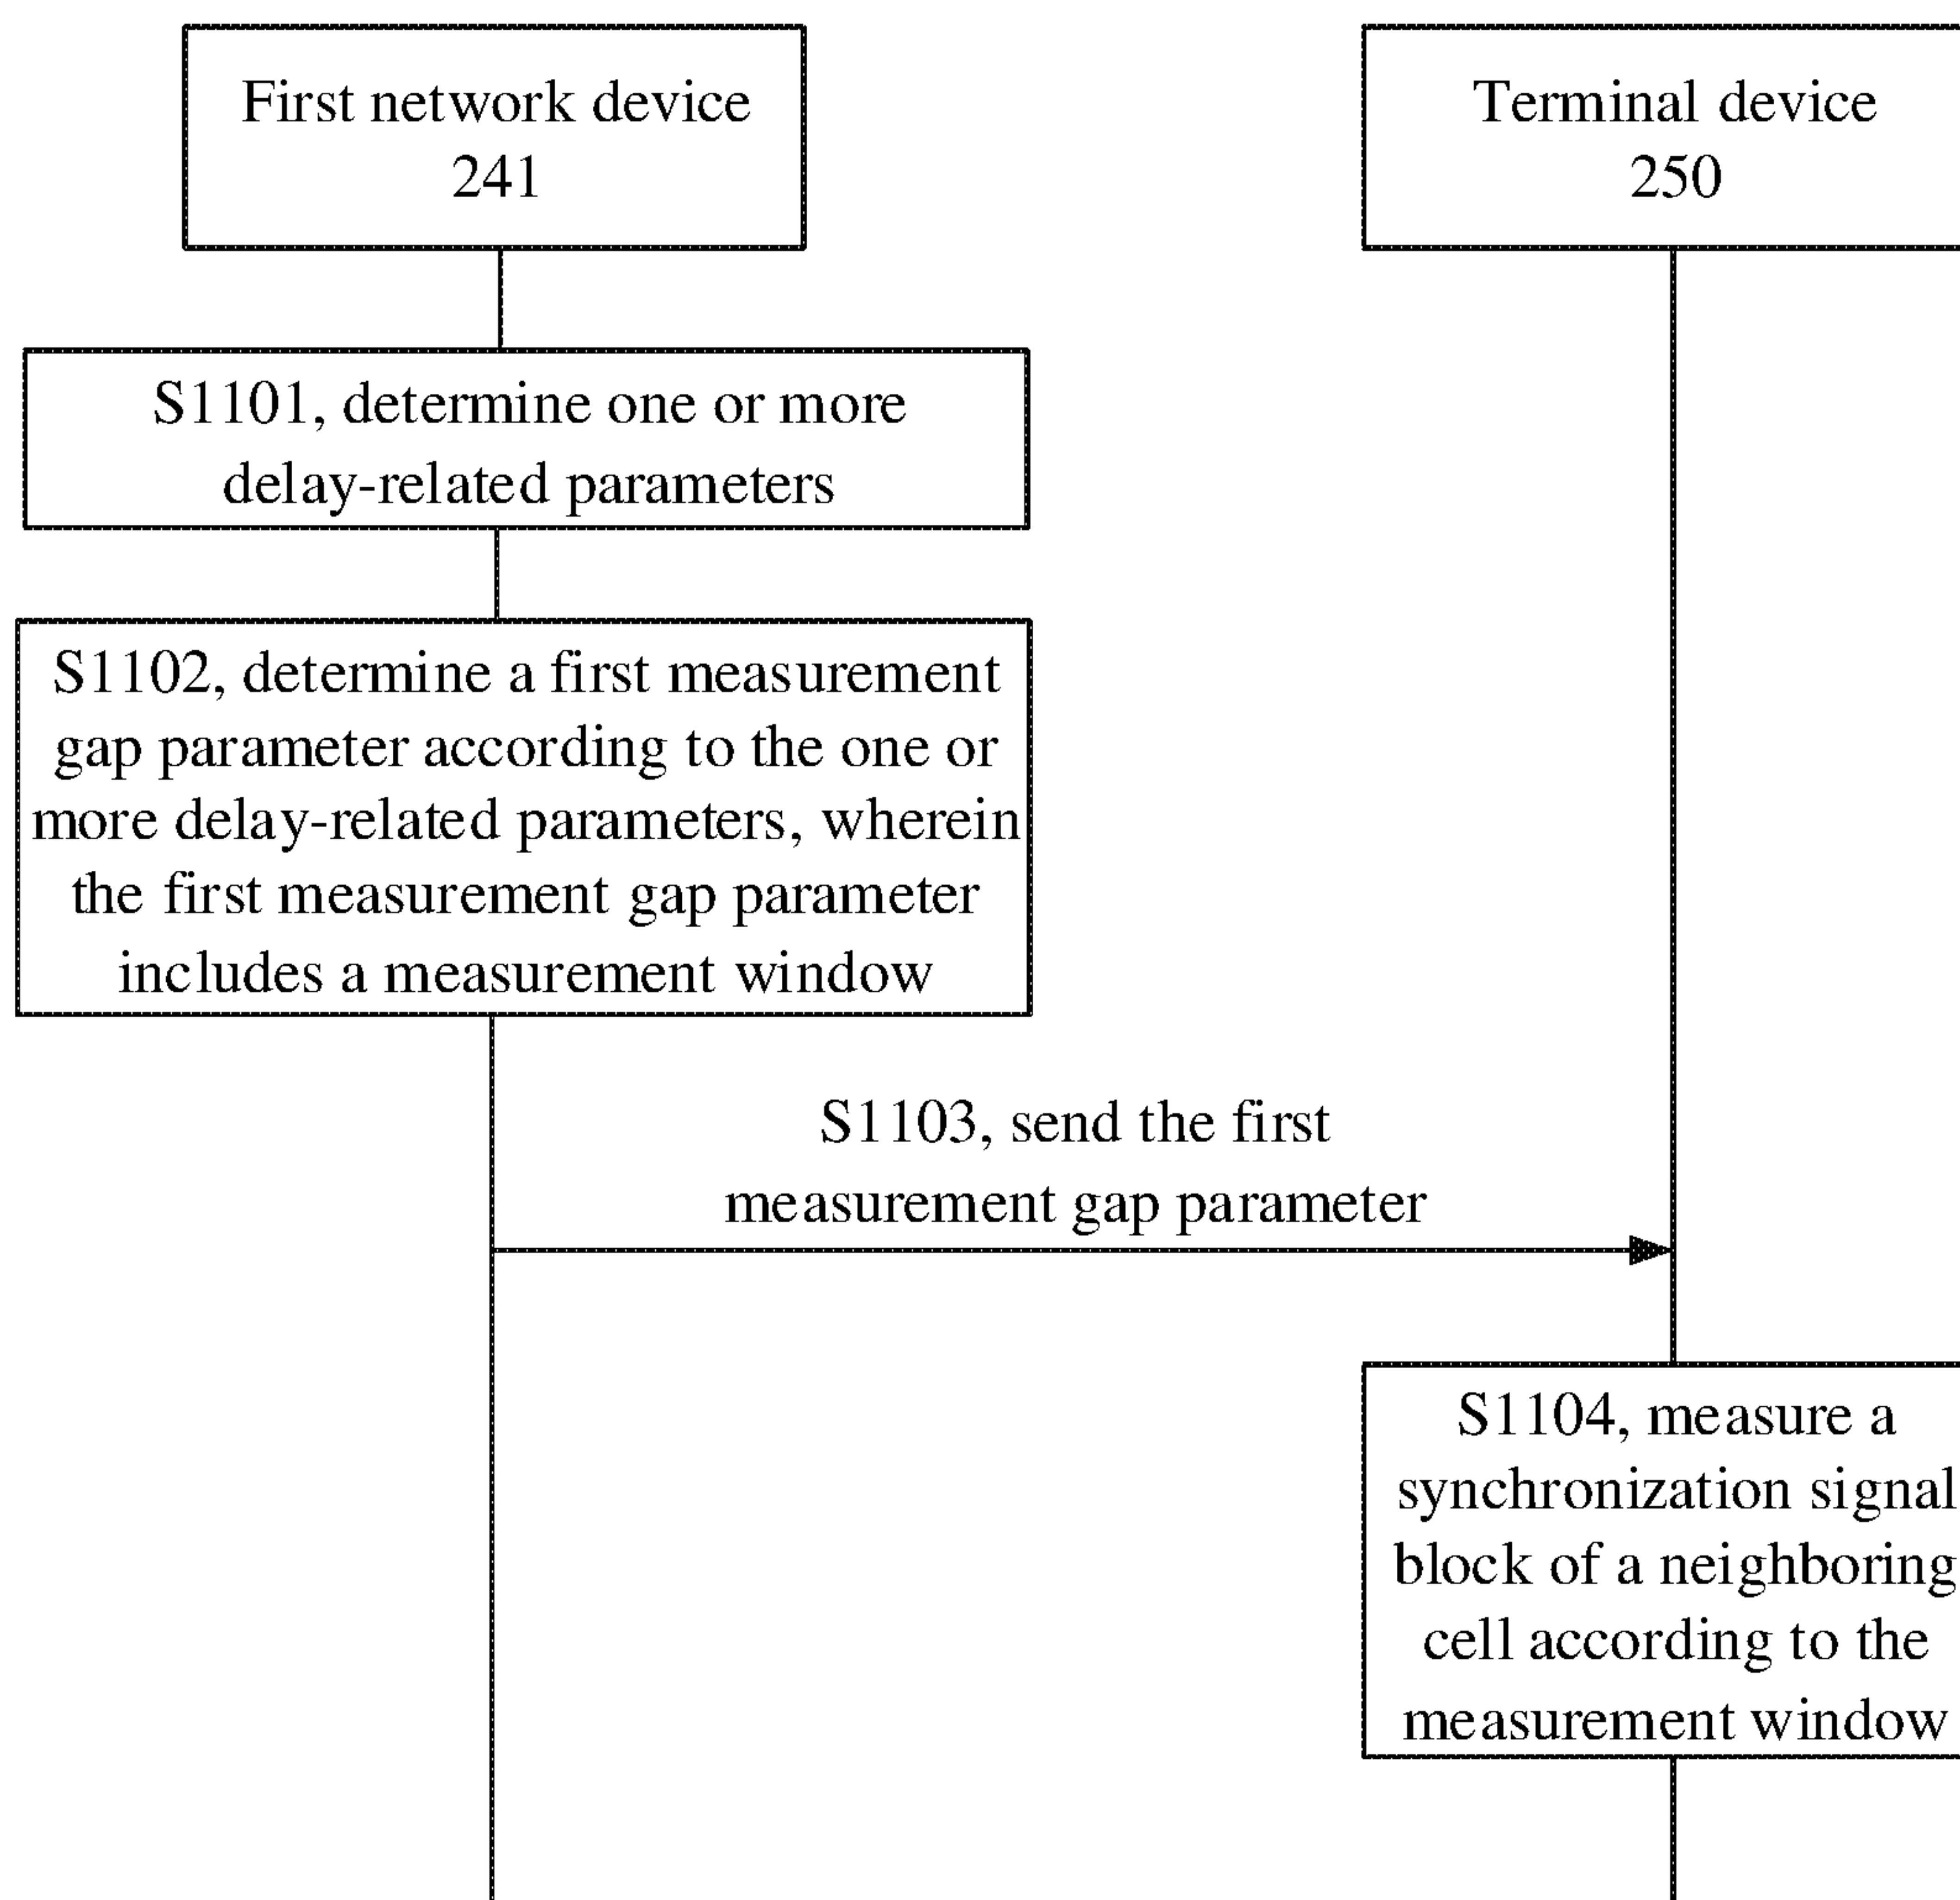 First network device
241
Terminal device
250
S1101, determine one or more
delay-related parameters
S1102, determine a first measurement
gap parameter according to the one or
more delay-related parameters, wherein
the first measurement gap parameter
includes a measurement window
S1103, send the first
measurement gap parameter
S1104, measure a
synchronization signal
block of a neighboring
cell according to the
measurement window